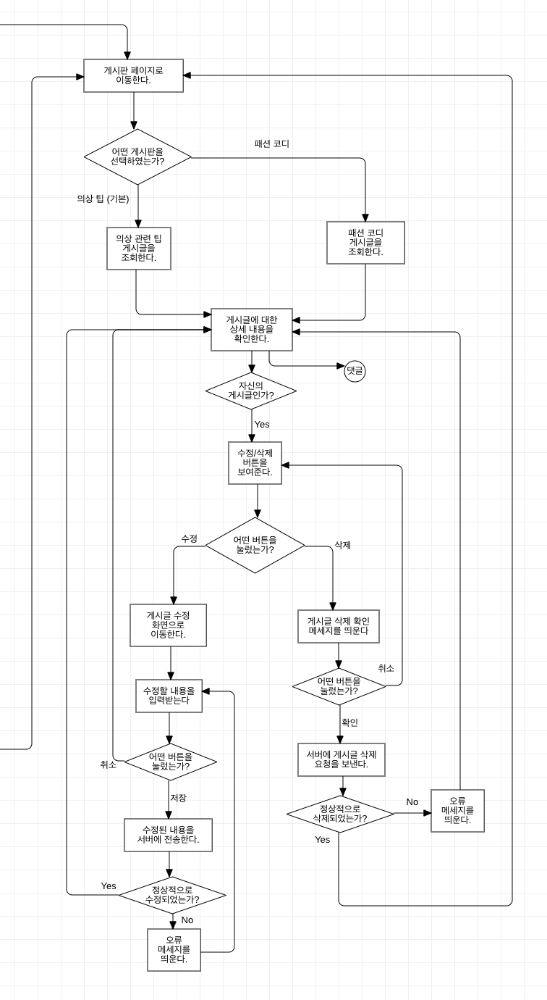 게시판 페이지로
이동한다.
어떤 게시판을
선택하였는가?
패션 코디
의상 팁 (기본)
의상 관련 팁
게시글을
조회한다.
패션 코디
게시글을
조회한다.
게시글에 대한
상세 내용을
확인한다.
댓글
자신의
게시글인가?
Yes
수정/삭제
버튼을
보여준다.
어떤 버튼을
눌렀는가?
수정
삭제
게시글 수정
화면으로
이동한다.
게시글 삭제 확인
메세지를 띄운다
수정할 내용을
입력받는다
어떤 버튼을
눌렀는가?
취소
확인
어떤 버튼을
눌렀는가?
취소
저장
서버에 게시글 삭제
요청을 보낸다.
정상적으로
삭제되었는가?
No
Yes
오류
메세지를
띄운다.
수정된 내용을
서버에 전송한다.
정상적으로
수정되었는가?
Yes
No
오류
메세지를
띄운다.